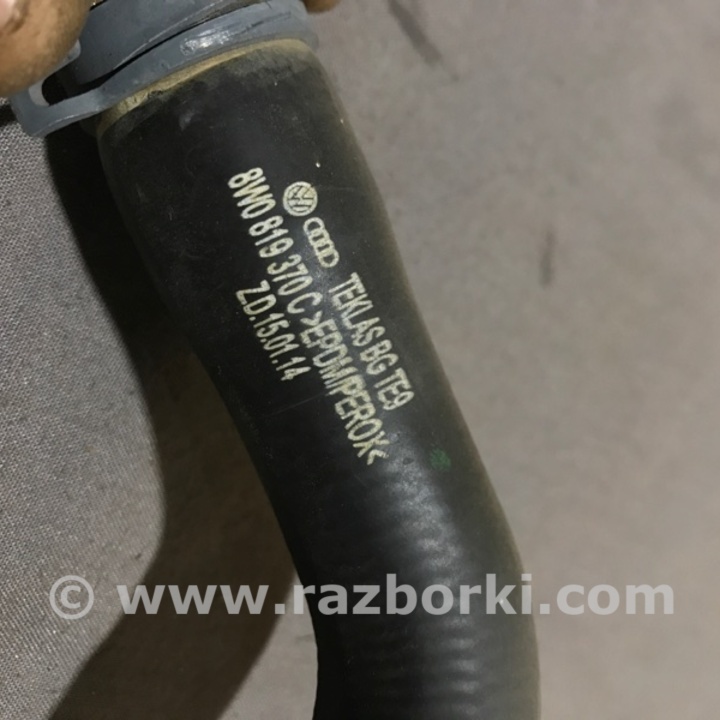 TEKLAS BG TE9
8W0 819 370 C >EPDM/PEROX<
ZD.15.01.14
© www.razborki.com